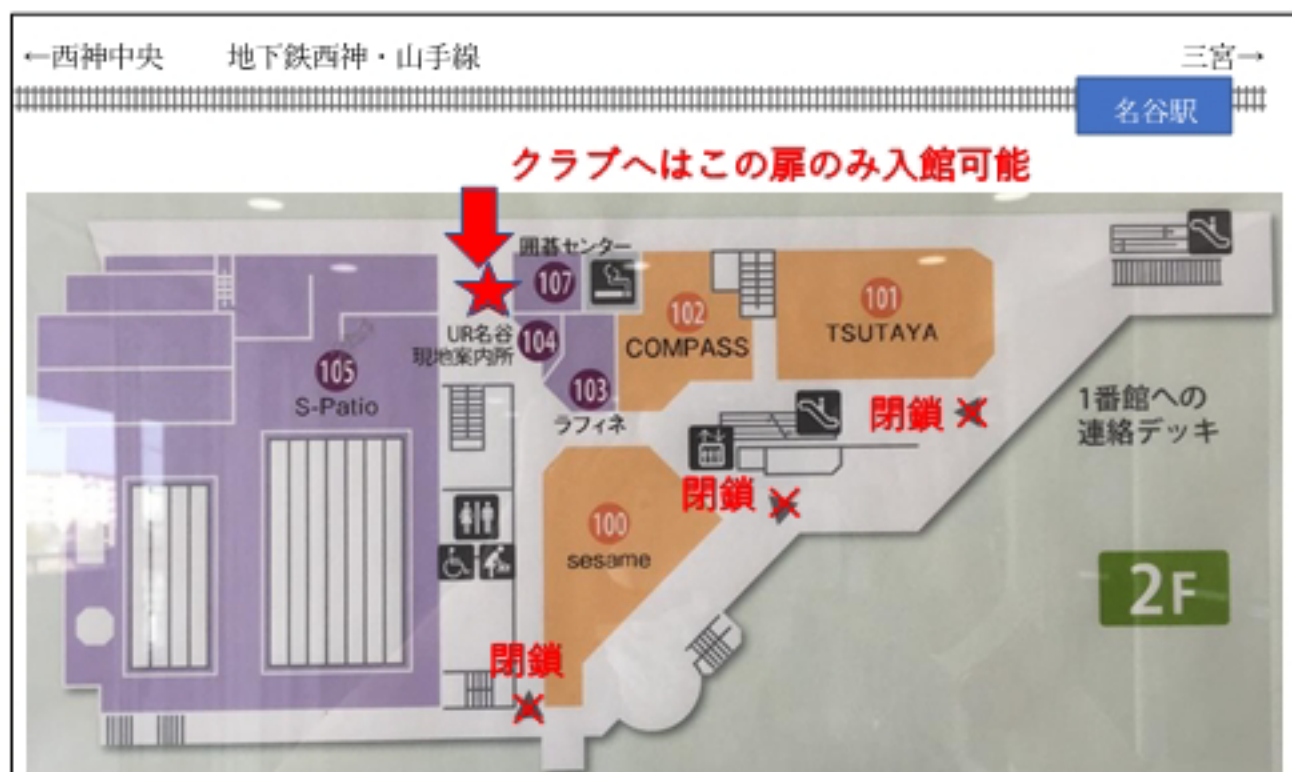 ←西神中央 地下鉄西神・山手線 三宮→
名谷駅
クラブへはこの扉のみ入館可能
囲碁センター
107
102
COMPASS
101
TSUTAYA
UR名谷
現地案内所
104
103
ラフィネ
105
S-Patio
閉鎖
1番館への
連絡デッキ
閉鎖
100
sesame
2F
閉鎖